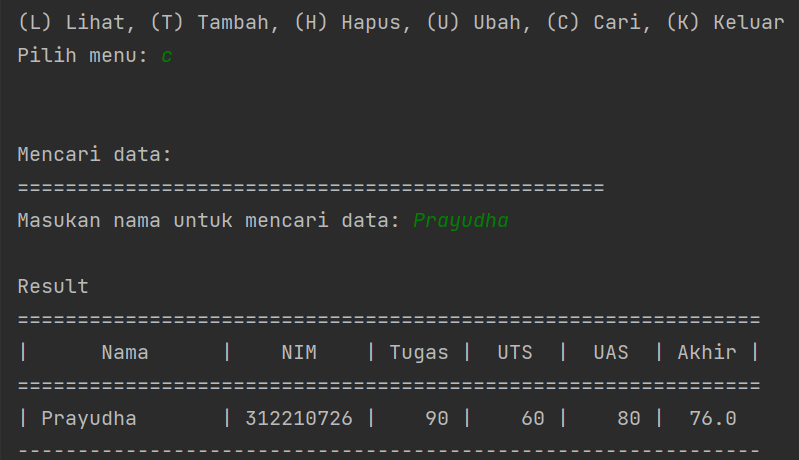 (L) Lihat, (T) Tambah, (H) Hapus, (U) Ubah, (C) Cari, (K) Keluar
Pilih menu: c
Mencari data:
=================================================
Masukan nama untuk mencari data: Prayudha
Result
==============================================================
|      Nama      |    NIM    | Tugas |  UTS  |  UAS  | Akhir |
==============================================================
| Prayudha       | 312210726 |    90 |    60 |    80 |  76.0
--------------------------------------------------------------